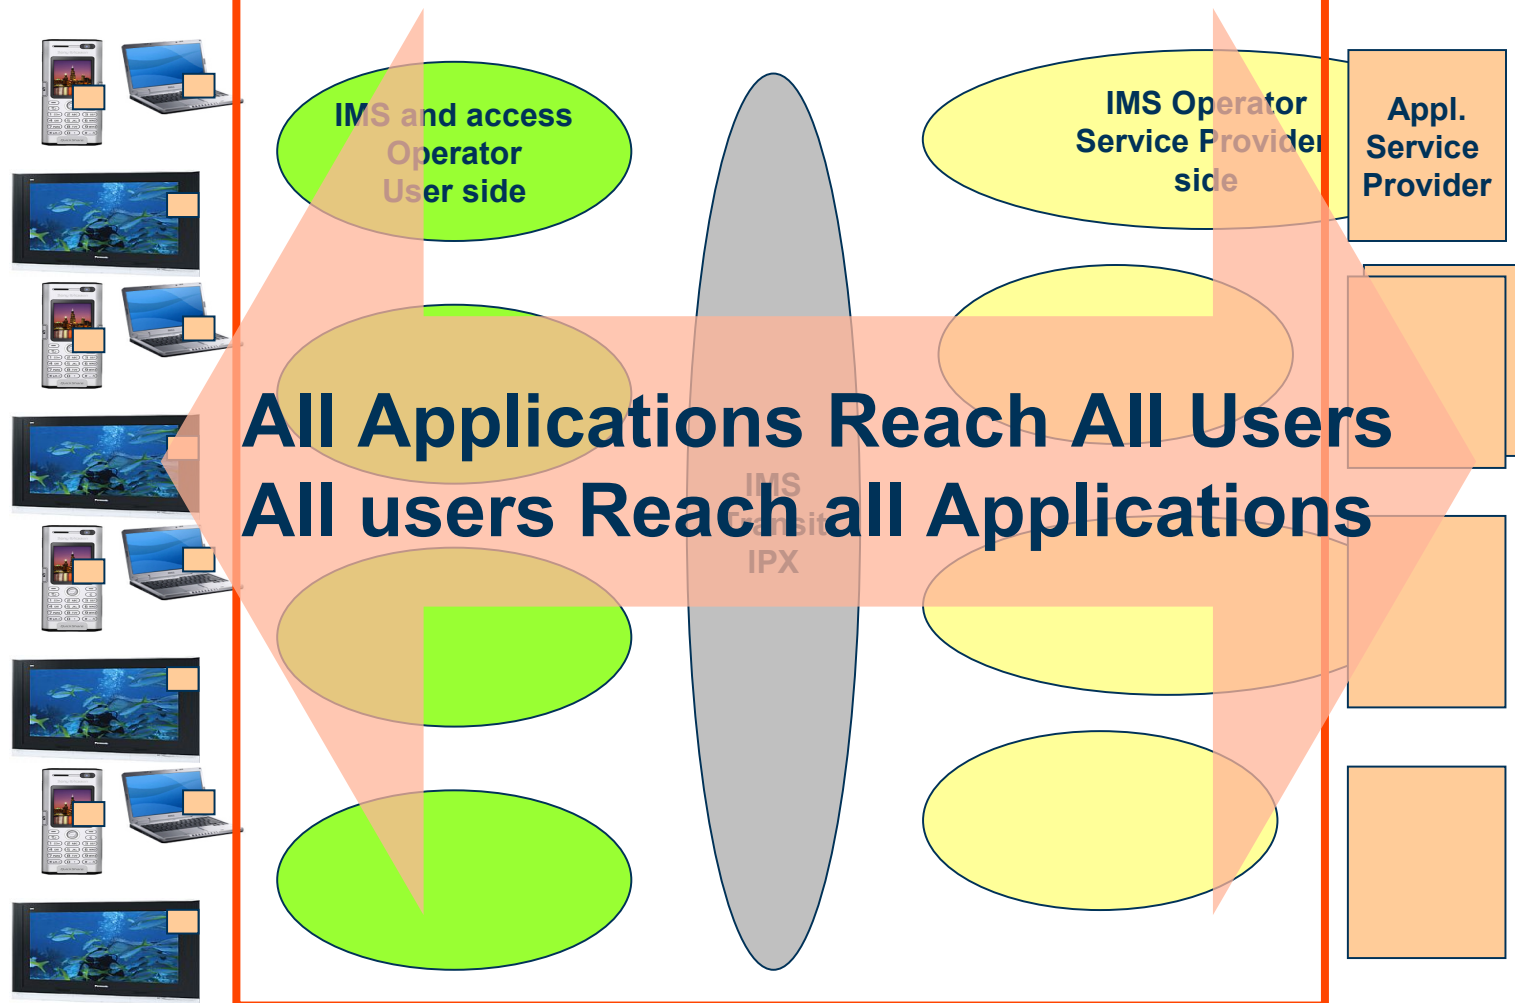 IMS and access
Operator
User side
IMS Operator
Service Provider
side
Appl.
Service
Provider
All Applications Reach All Users
All users Reach all Applications
IMS
Transit
IPX